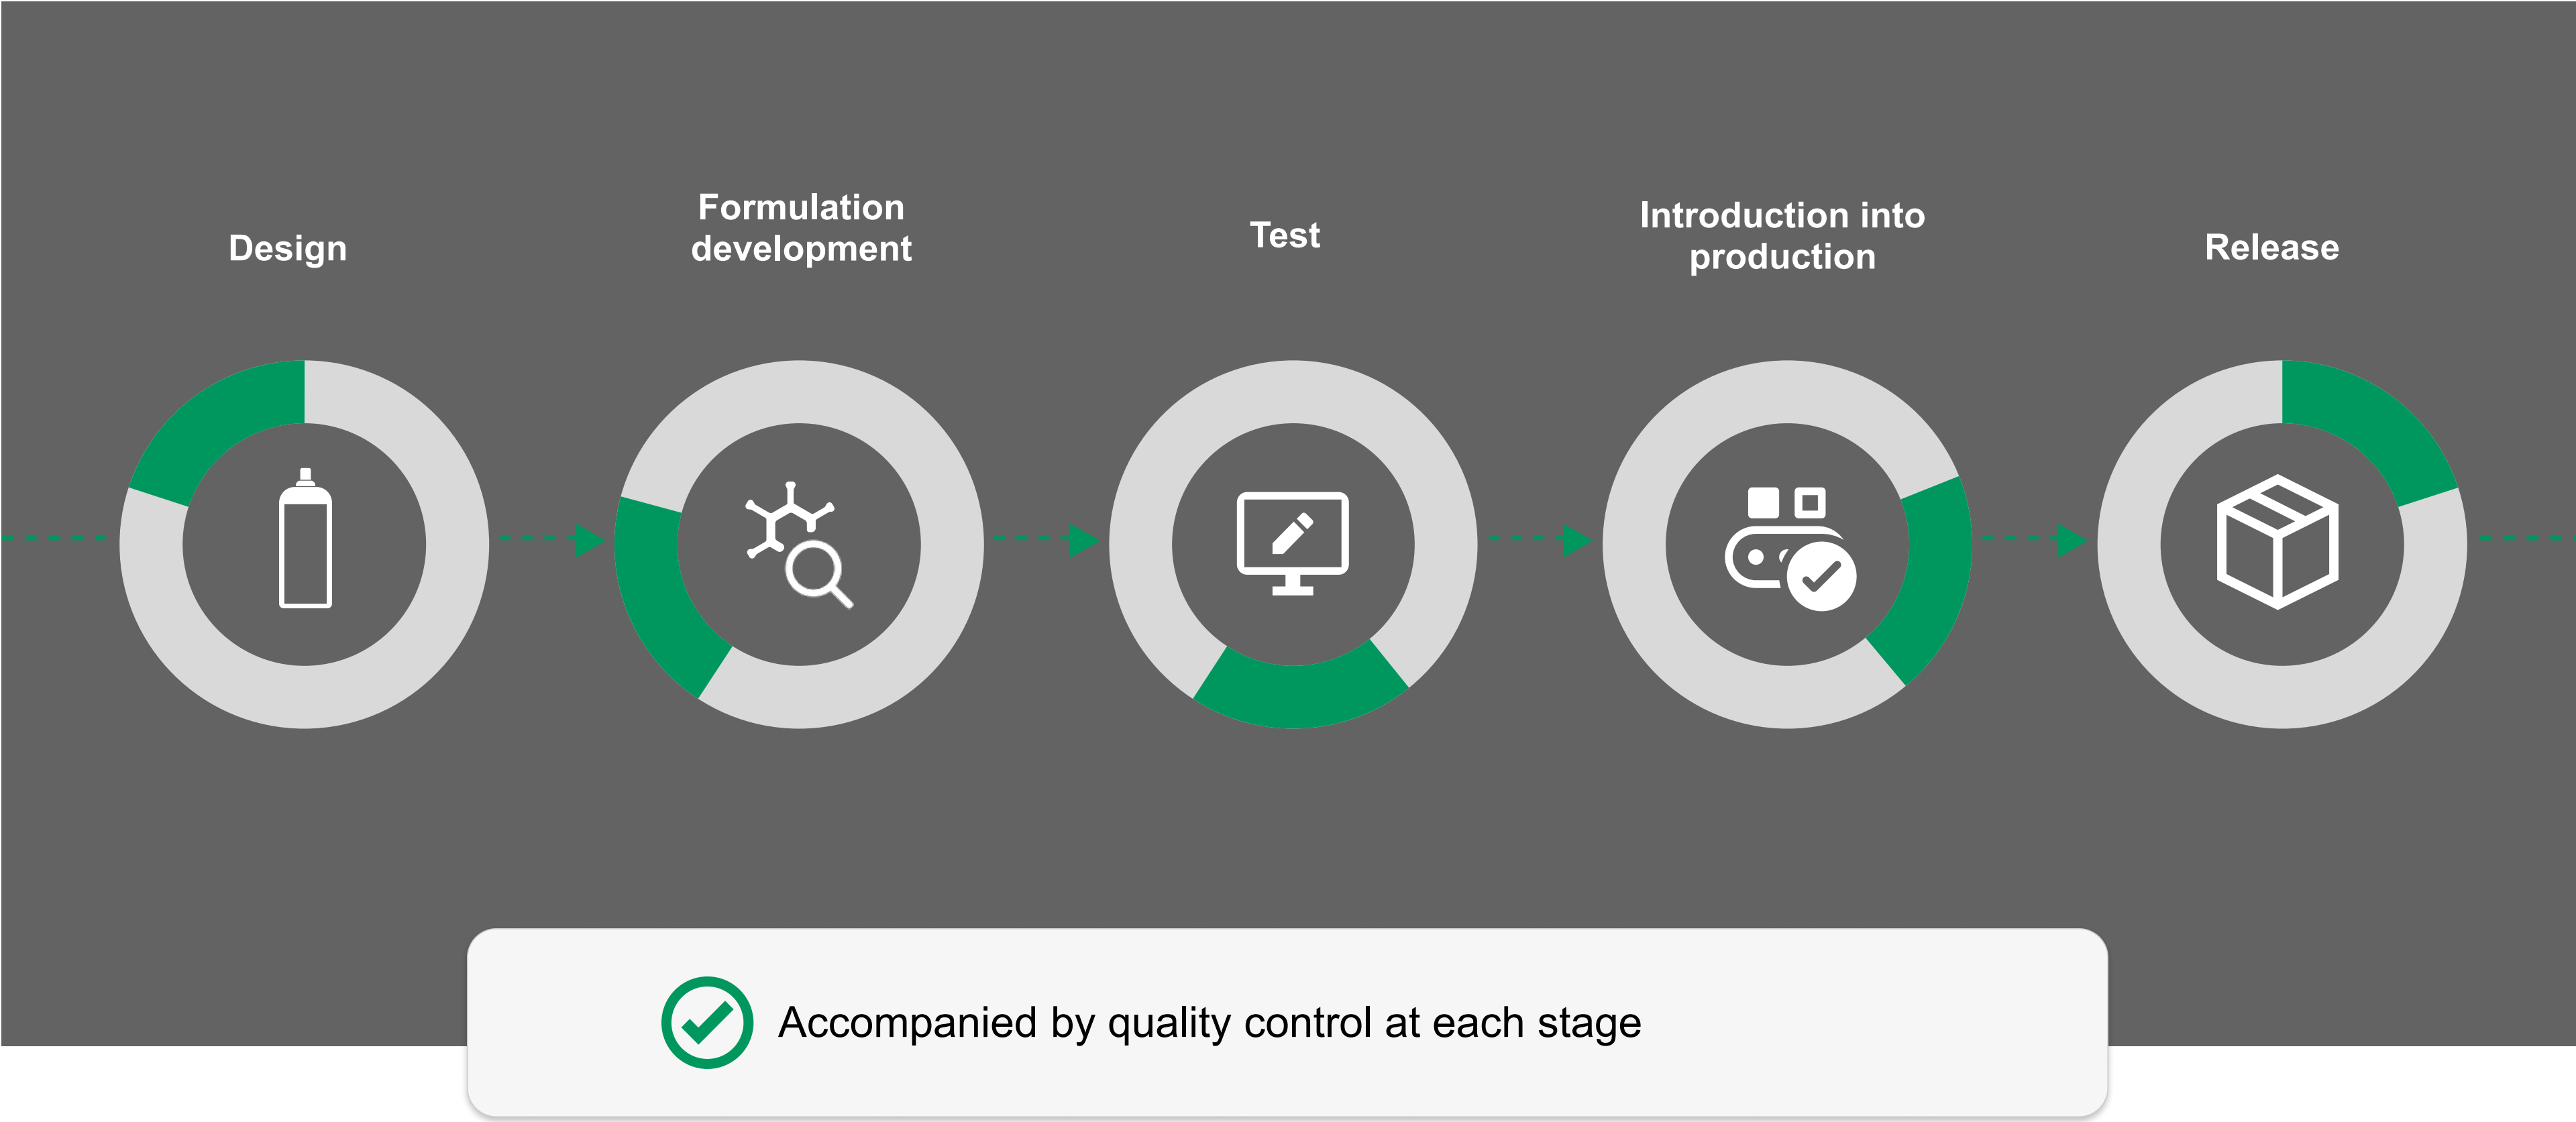 Design
Formulation
development
Test
Introduction into
production
Release
Accompanied by quality control at each stage